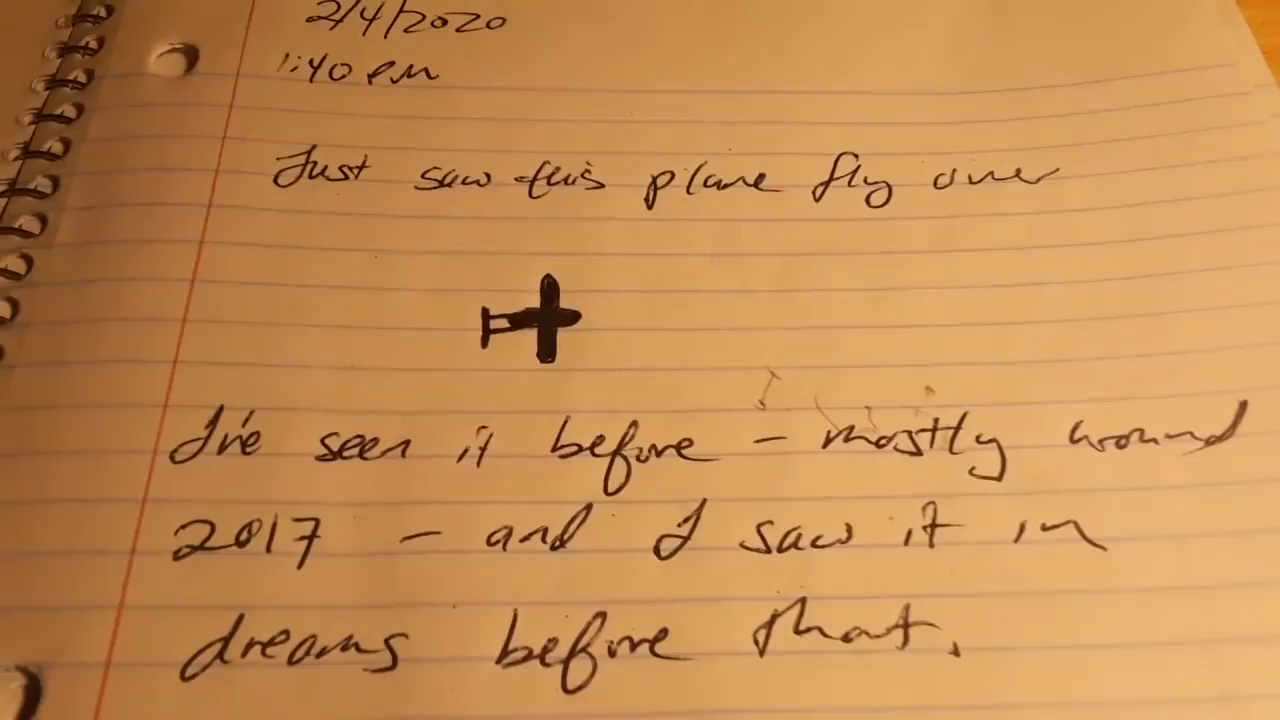 2/4/2020
1:40 PM
Just saw this plane fly over
I've seen it before - mostly around
2017 - and I saw it in
dreams before that.